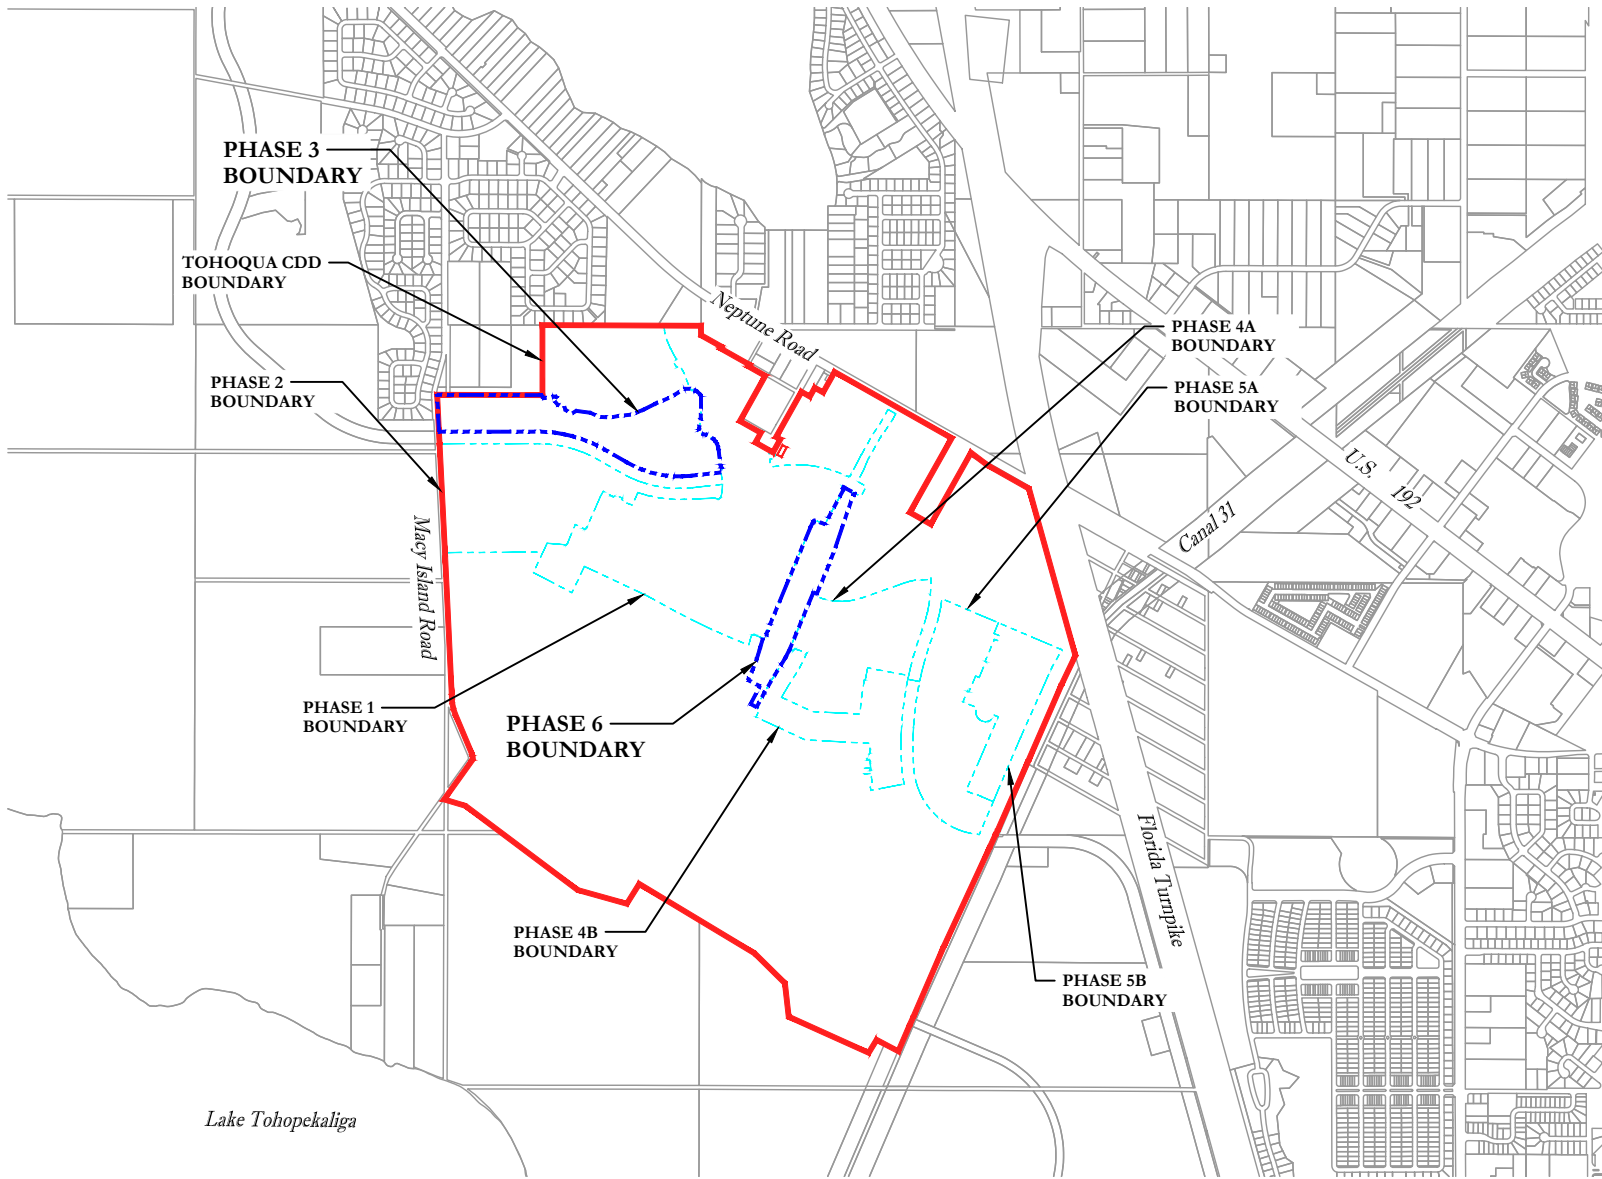 PHASE 3
BOUNDARY
TOHOQUA CDD
BOUNDARY
Neptune Road
PHASE 4A
BOUNDARY
PHASE 2
BOUNDARY
PHASE 5A
BOUNDARY
U.S. 192
Canal 31
Macy Island Road
PHASE 1
BOUNDARY
PHASE 6
BOUNDARY
Florida Turnpike
PHASE 4B
BOUNDARY
PHASE 5B
BOUNDARY
Lake Tohopekaliga